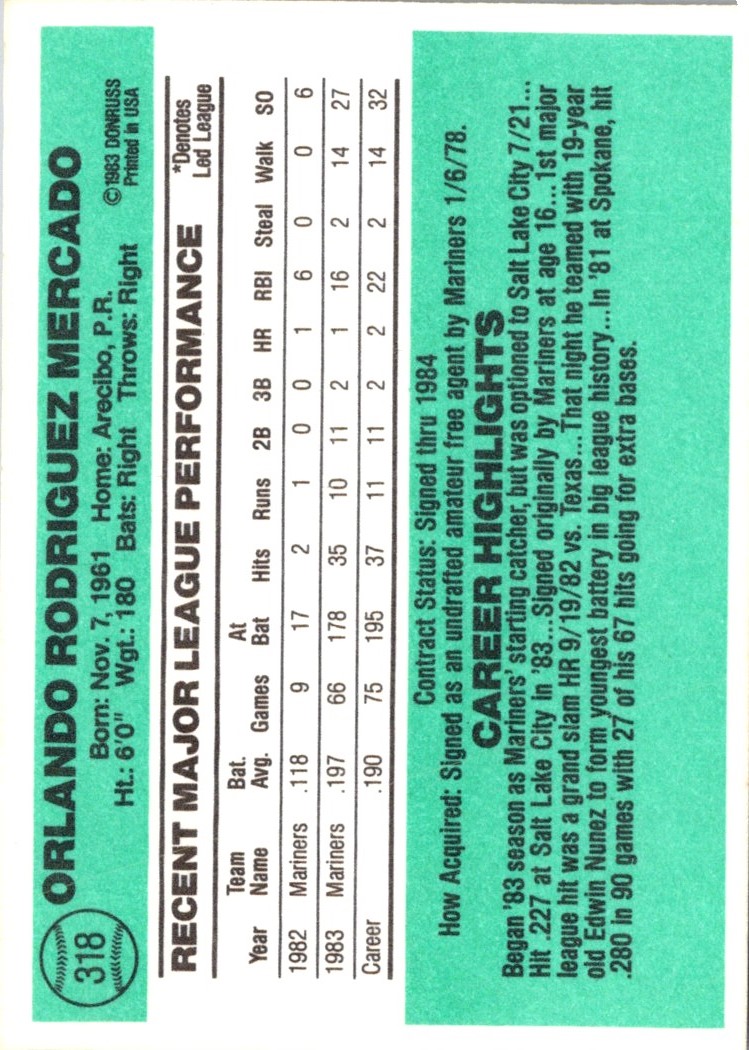 318
ORLANDO RODRIGUEZ MERCADO
Born: Nov. 7, 1961 Home: Arecibo, P.R.
Ht.: 6'0" Wgt.: 180 Bats: Right Throws: Right
©1983 DONRUSS
Printed in USA
RECENT MAJOR LEAGUE PERFORMANCE
*Denotes
Led League
Year Team Name Bat. Avg. Games At Bat Hits Runs 2B 3B HR RBI Steal Walk SO
1982 Mariners .118 9 17 2 1 0 0 1 6 0 0 6
1983 Mariners .197 66 178 35 10 11 2 1 16 2 14 27
Career .190 75 195 37 11 11 2 2 22 2 14 32
Contract Status: Signed thru 1984
How Acquired: Signed as an undrafted amateur free agent by Mariners 1/6/78.
CAREER HIGHLIGHTS
Began '83 season as Mariners' starting catcher, but was optioned to Salt Lake City 7/21...
Hit .227 at Salt Lake City in '83...Signed originally by Mariners at age 16...1st major
league hit was a grand slam HR 9/19/82 vs. Texas...That night he teamed with 19-year
old Edwin Nunez to form youngest battery in big league history...In '81 at Spokane, hit
.280 in 90 games with 27 of his 67 hits going for extra bases.